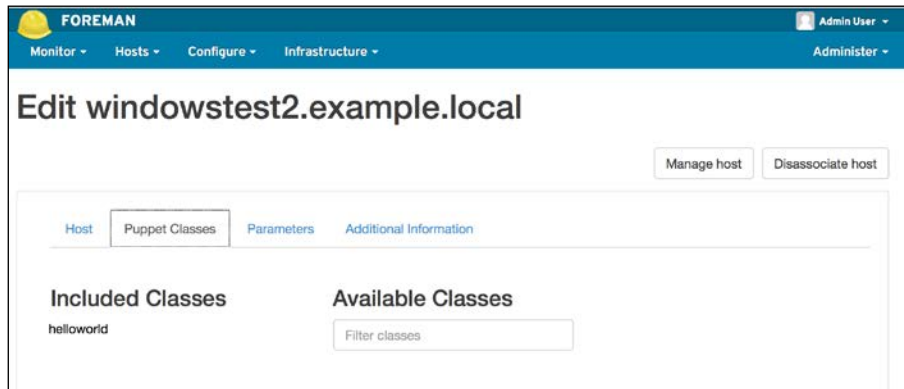 FOREMAN
Admin User
Monitor Hosts Configure Infrastructure Administer
Edit windowstest2.example.local
Manage host Disassociate host
Host Puppet Classes Parameters Additional Information
Included Classes Available Classes
helloworld Filter classes